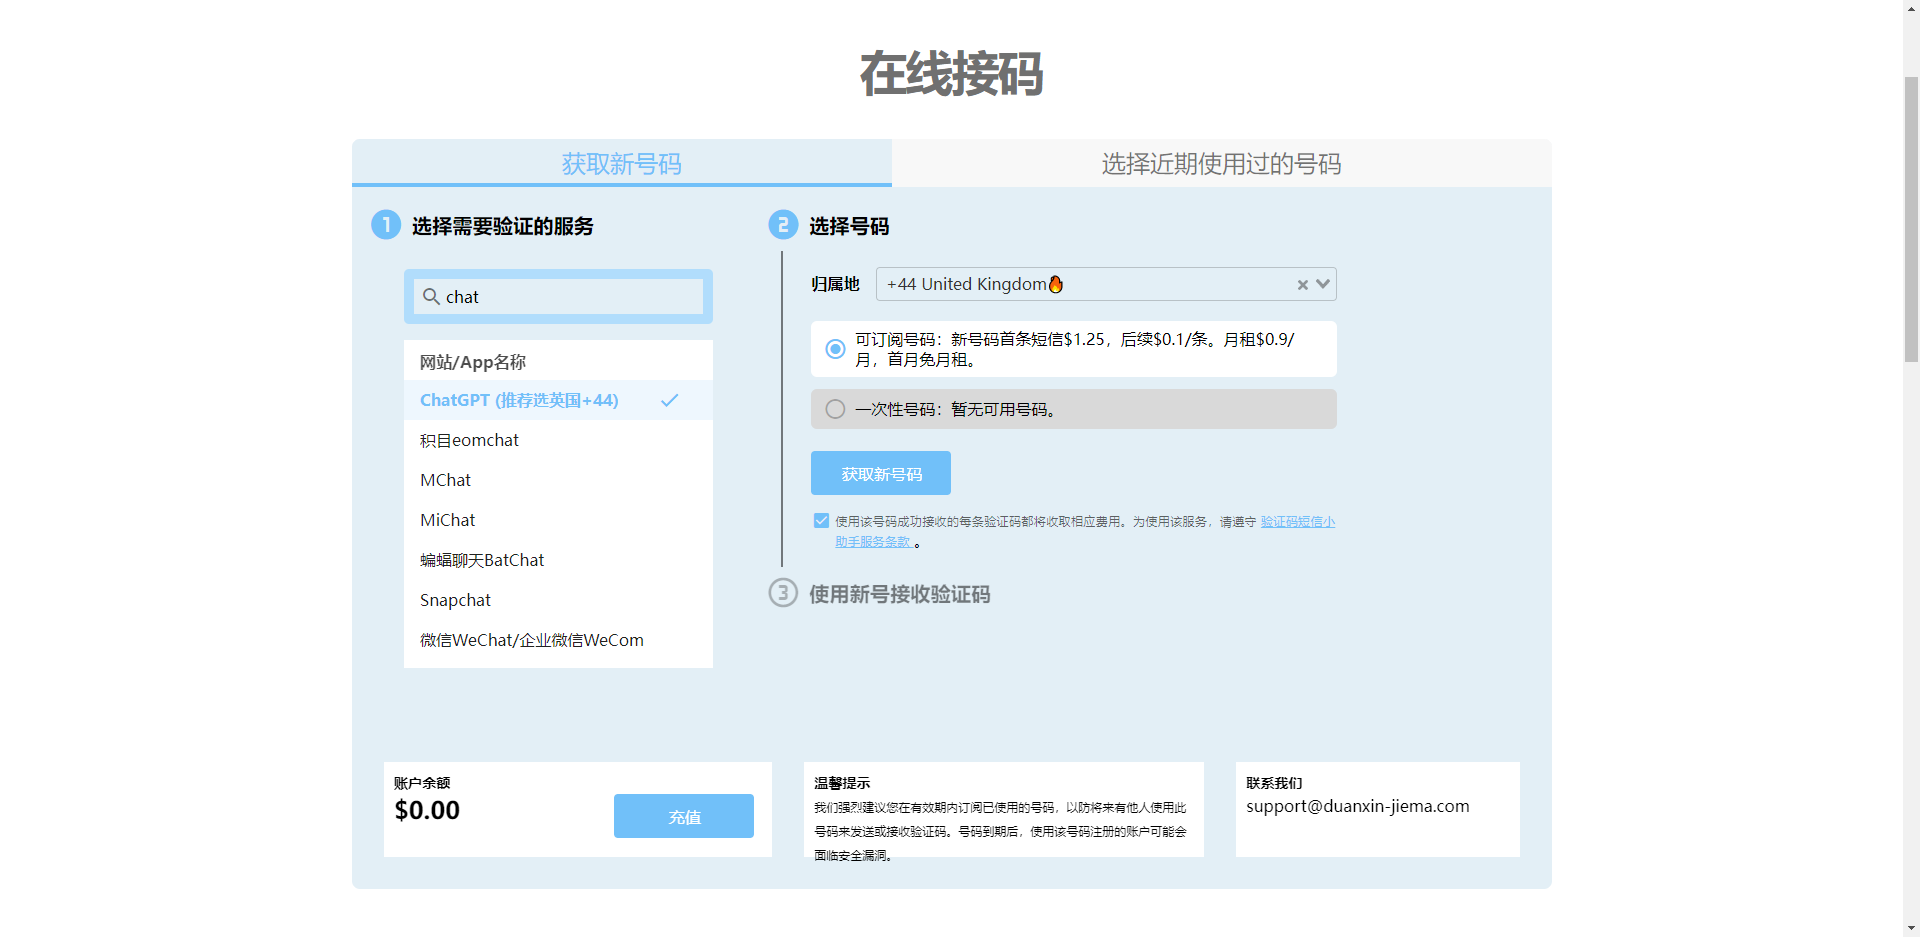 在线接码
获取新号码
选择近期使用过的号码
1 选择需要验证的服务
chat
网站/App名称
ChatGPT (推荐选英国+44)
积目eomchat
MChat
MiChat
蝙蝠聊天BatChat
Snapchat
微信WeChat/企业微信WeCom
2 选择号码
归属地 +44 United Kingdom🔥
可订阅号码：新号码首条短信$1.25，后续$0.1/条。月租$0.9/
月，首月免月租。
一次性号码：暂无可用号码。
获取新号码
使用该号码成功接收的每条验证码都将收取相应费用。为使用该服务，请遵守 验证码短信小
助手服务条款 。
3 使用新号接收验证码
账户余额
$0.00
充值
温馨提示
我们强烈建议您在有效期内订阅已使用的号码，以防将来有他人使用此
号码来发送或接收验证码。号码到期后，使用该号码注册的账户可能会
面临安全漏洞。
联系我们
support@duanxin-jiema.com